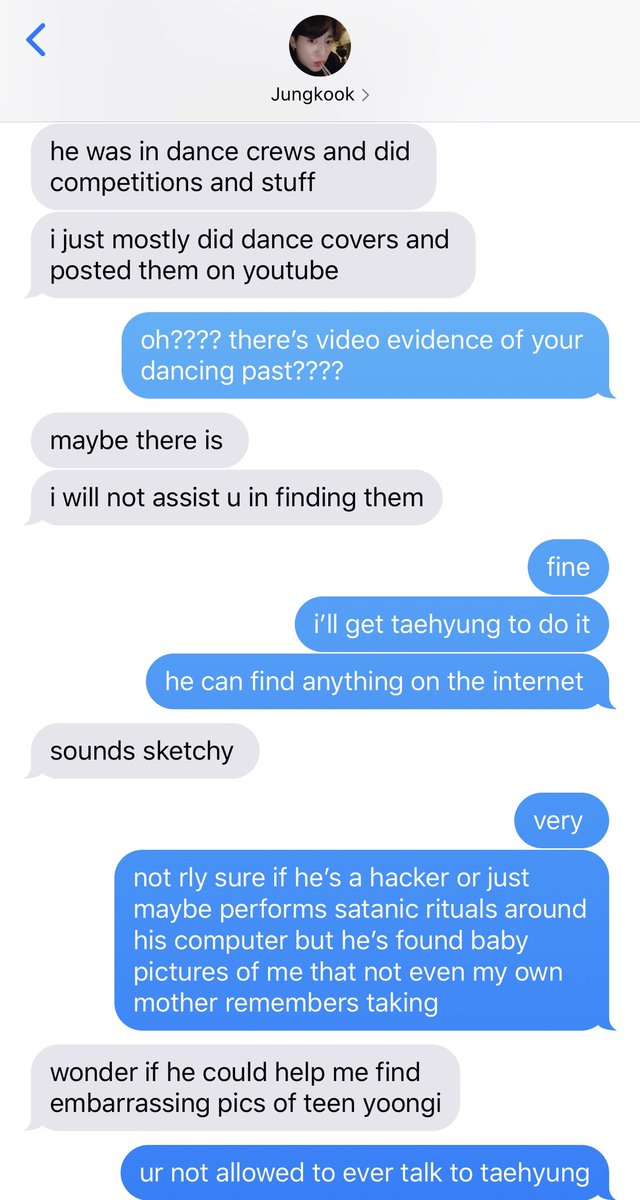 Jungkook
he was in dance crews and did
competitions and stuff
i just mostly did dance covers and
posted them on youtube
oh???? there’s video evidence of your
dancing past????
maybe there is
i will not assist u in finding them
fine
i’ll get taehyung to do it
he can find anything on the internet
sounds sketchy
very
not rly sure if he’s a hacker or just
maybe performs satanic rituals around
his computer but he’s found baby
pictures of me that not even my own
mother remembers taking
wonder if he could help me find
embarrassing pics of teen yoongi
ur not allowed to ever talk to taehyung